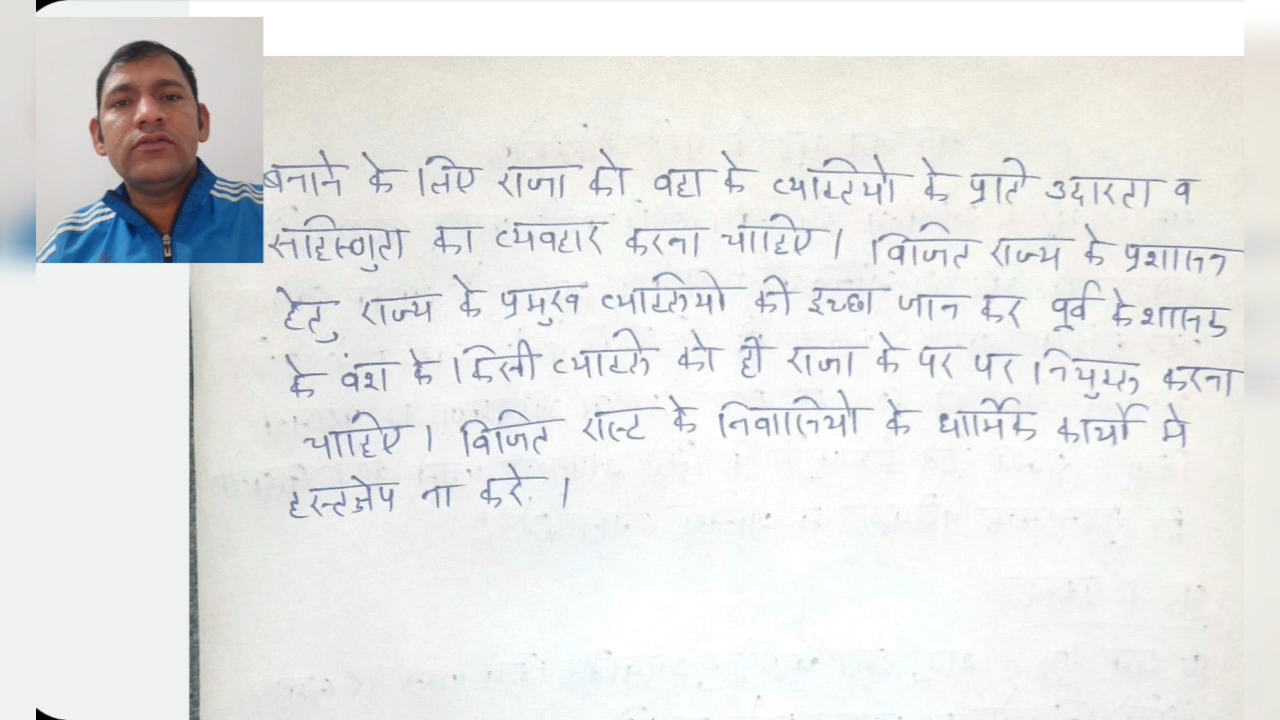 बनाने के लिए राजा को वहा के व्यक्तियो के प्रति उदारता व
सहिष्णुता का व्यवहार करना चाहिए। विजित राज्य के प्रशासन
हेतु राज्य के प्रमुख व्यक्तियो की इच्छा जान कर पूर्व के शासक
के वंश के किसी व्यक्ति को ही राजा के पद पर नियुक्त करना
चाहिए। विजित राष्ट के निवासियो के धार्मिक कार्यो मे
हस्तक्षेप ना करे।